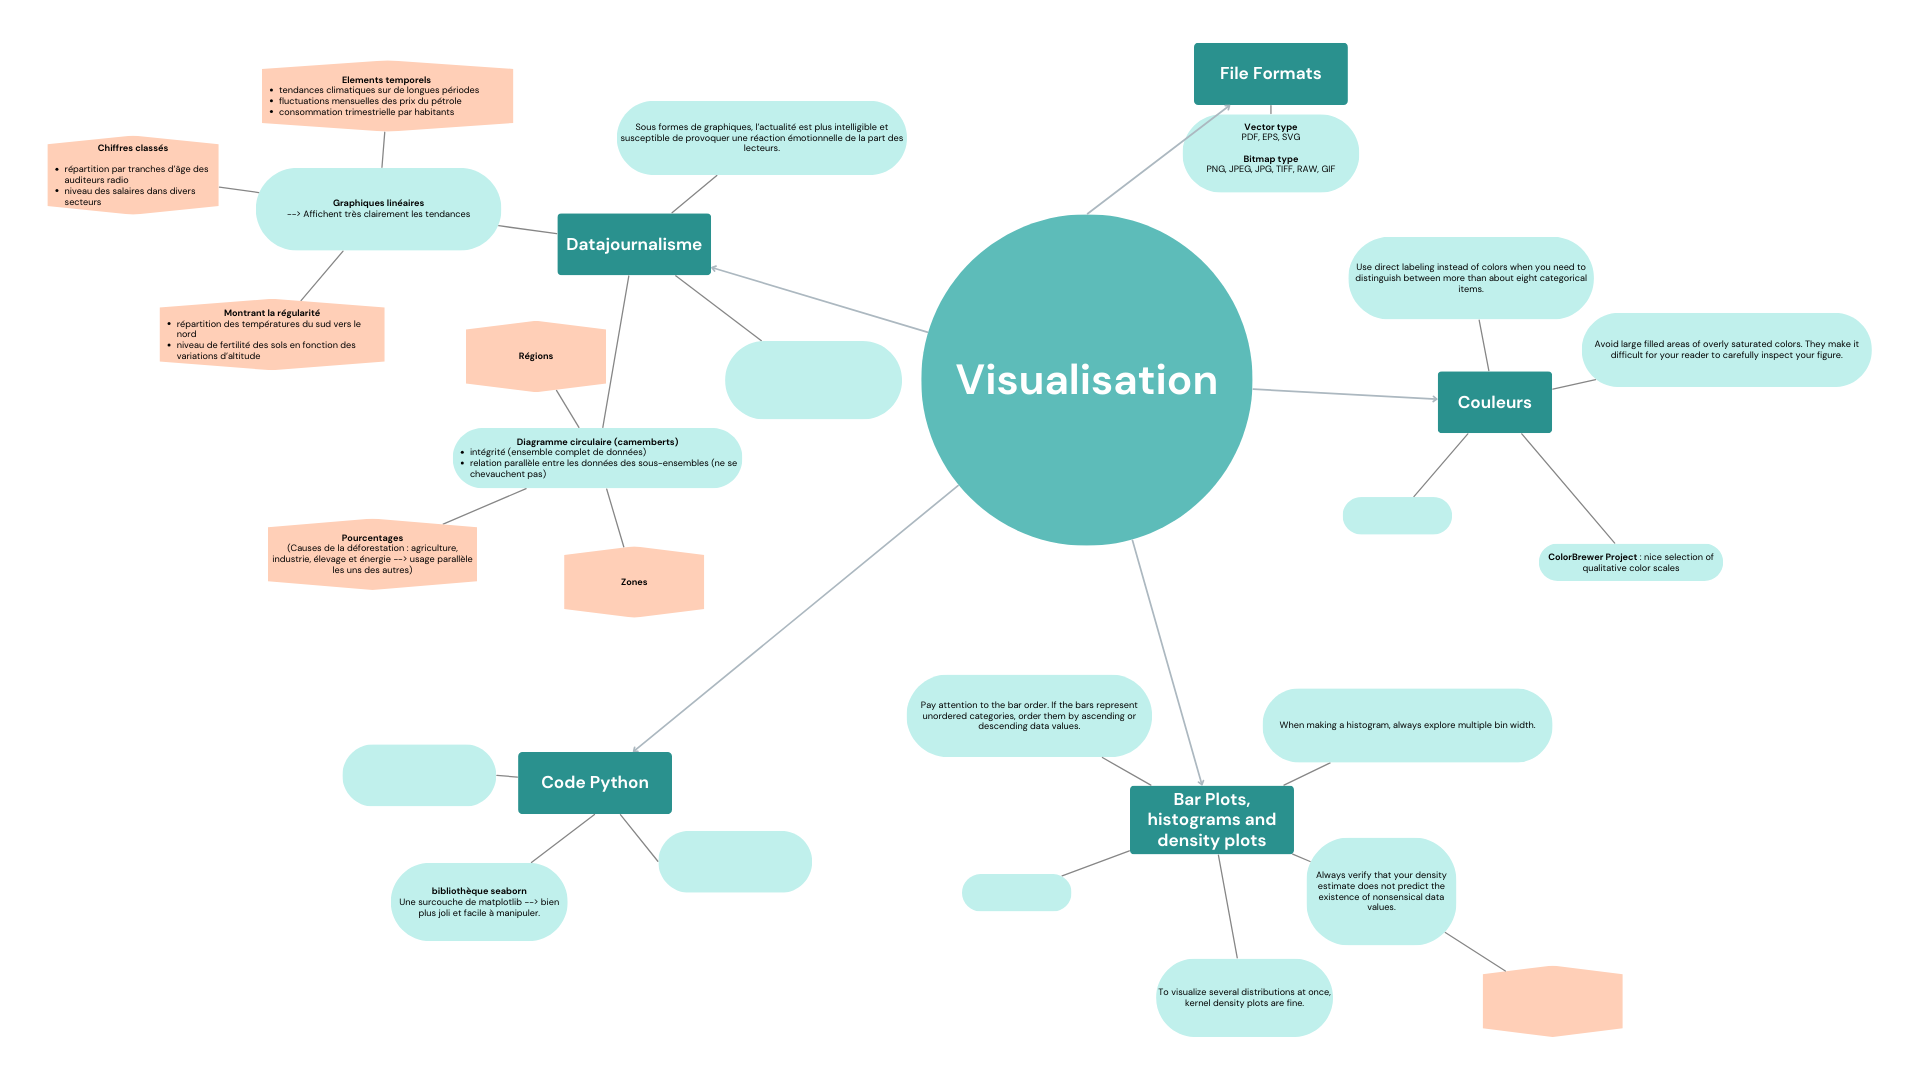 File Formats
Vector type
PDF, EPS, SVG
Bitmap type
PNG, JPEG, JPG, TIFF, RAW, GIF
Elements temporels
tendances climatiques sur de longues périodes
fluctuations mensuelles des prix du pétrole
consommation trimestrielle par habitants
Chiffres classés
répartition par tranches d'âge des
auditeurs radio
niveau des salaires dans divers
secteurs
Graphiques linéaires
--> Affichent très clairement les tendances
Montrant la régularité
répartition des températures du sud vers le
nord
niveau de fertilité des sols en fonction des
variations d'altitude
Sous formes de graphiques, l'actualité est plus intelligible et
susceptible de provoquer une réaction émotionnelle de la part des
lecteurs.
Datajournalisme
Régions
Diagramme circulaire (camemberts)
intégrité (ensemble complet de données)
relation parallèle entre les données des sous-ensembles (ne se
chevauchent pas)
Pourcentages
(Causes de la déforestation : agriculture,
industrie, élevage et énergie --> usage parallèle
les uns des autres)
Zones
Visualisation
Use direct labeling instead of colors when you need to
distinguish between more than about eight categorical
items.
Avoid large filled areas of overly saturated colors. They make it
difficult for your reader to carefully inspect your figure.
Couleurs
ColorBrewer Project : nice selection of
qualitative color scales
Code Python
bibliothèque seaborn
Une surcouche de matplotlib --> bien
plus joli et facile à manipuler.
Pay attention to the bar order. If the bars represent
unordered categories, order them by ascending or
descending data values.
When making a histogram, always explore multiple bin width.
Bar Plots,
histograms and
density plots
Always verify that your density
estimate does not predict the
existence of nonsensical data
values.
To visualize several distributions at once,
kernel density plots are fine.